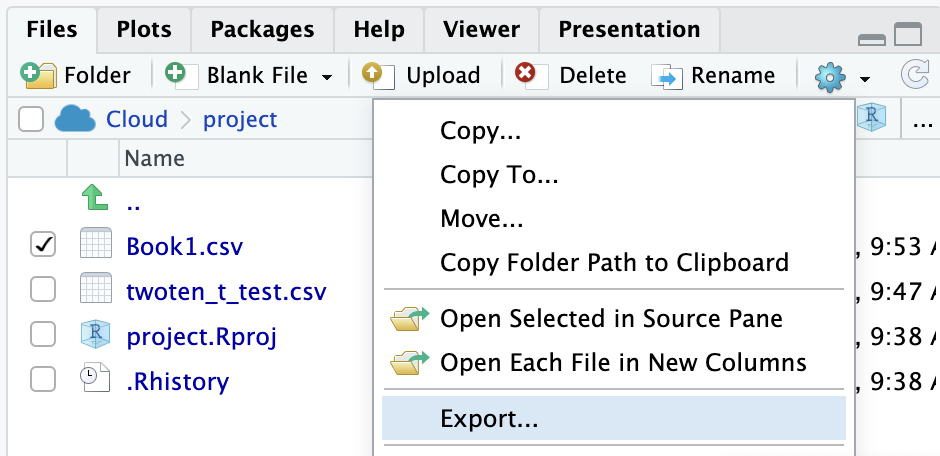 Files Plots Packages Help Viewer Presentation
Folder Blank File Upload Delete Rename
Cloud project R ...
Name
Copy...
Copy To...
Move...
Copy Folder Path to Clipboard
Open Selected in Source Pane
Open Each File in New Columns
Export...
..
Book1.csv , 9:53 A
twoten_t_test.csv , 9:47 A
R project.Rproj , 9:38 A
.Rhistory , 9:38 A